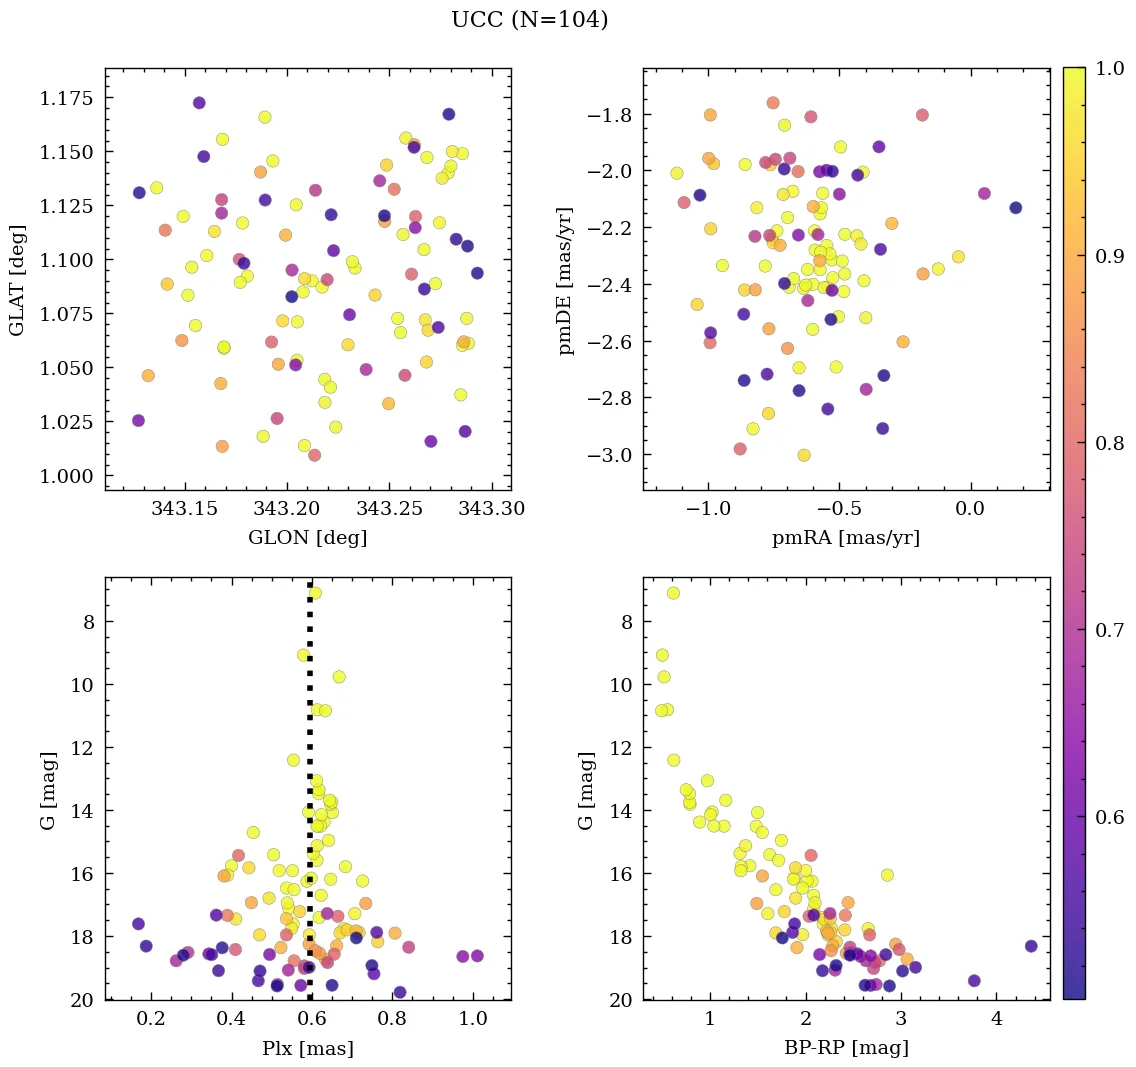 UCC (N=104)
1.175
1.150
1.125
1.100
1.075
1.050
1.025
1.000
GLAT [deg]
343.15 343.20 343.25 343.30
GLON [deg]
−1.8
−2.0
−2.2
−2.4
−2.6
−2.8
−3.0
pmDE [mas/yr]
−1.0 −0.5 0.0
pmRA [mas/yr]
1.0
0.9
0.8
0.7
0.6
8
10
12
14
16
18
20
G [mag]
0.2 0.4 0.6 0.8 1.0
Plx [mas]
8
10
12
14
16
18
20
G [mag]
1 2 3 4
BP-RP [mag]